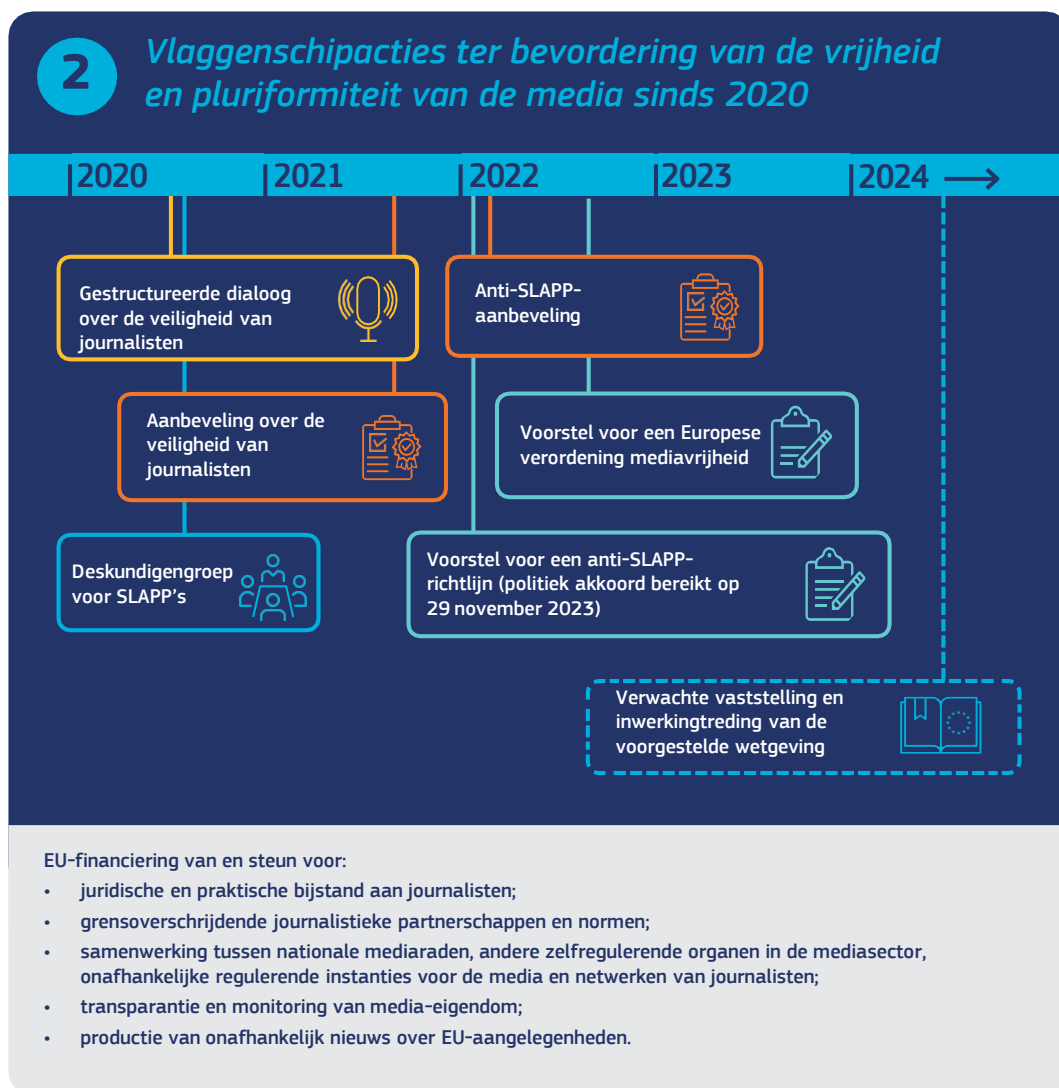 2
Vlaggenschipacties ter bevordering van de vrijheid
en pluriformiteit van de media sinds 2020
2020
2021
2022
2023
2024
Gestructureerde dialoog
over de veiligheid van
journalisten
Anti-SLAPP-
aanbeveling
Aanbeveling over de
veiligheid van
journalisten
Voorstel voor een Europese
verordening mediavrijheid
Deskundigengroep
voor SLAPP's
Voorstel voor een anti-SLAPP-
richtlijn (politiek akkoord bereikt op
29 november 2023)
Verwachte vaststelling en
inwerkingtreding van de
voorgestelde wetgeving
EU-financiering van en steun voor:
• juridische en praktische bijstand aan journalisten;
• grensoverschrijdende journalistieke partnerschappen en normen;
• samenwerking tussen nationale mediaraden, andere zelfregulerende organen in de mediasector,
onafhankelijke regulerende instanties voor de media en netwerken van journalisten;
• transparantie en monitoring van media-eigendom;
• productie van onafhankelijk nieuws over EU-aangelegenheden.